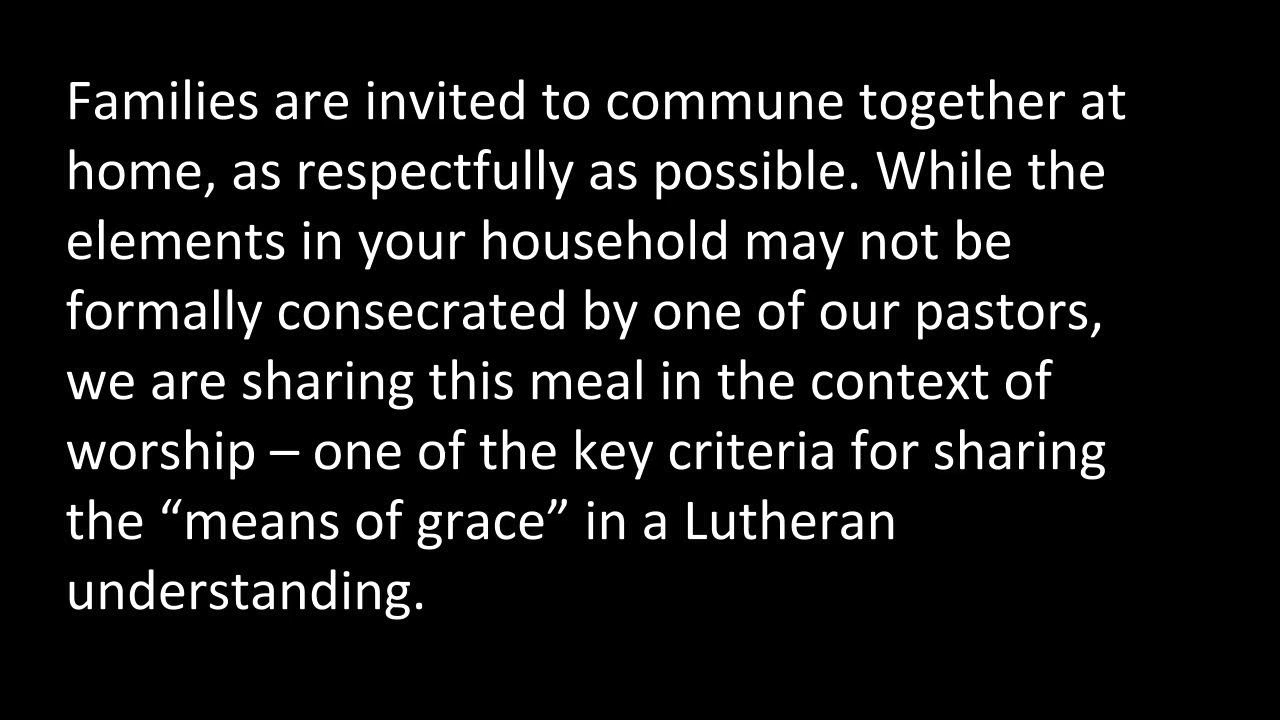 Families are invited to commune together at
home, as respectfully as possible. While the
elements in your household may not be
formally consecrated by one of our pastors,
we are sharing this meal in the context of
worship – one of the key criteria for sharing
the “means of grace” in a Lutheran
understanding.